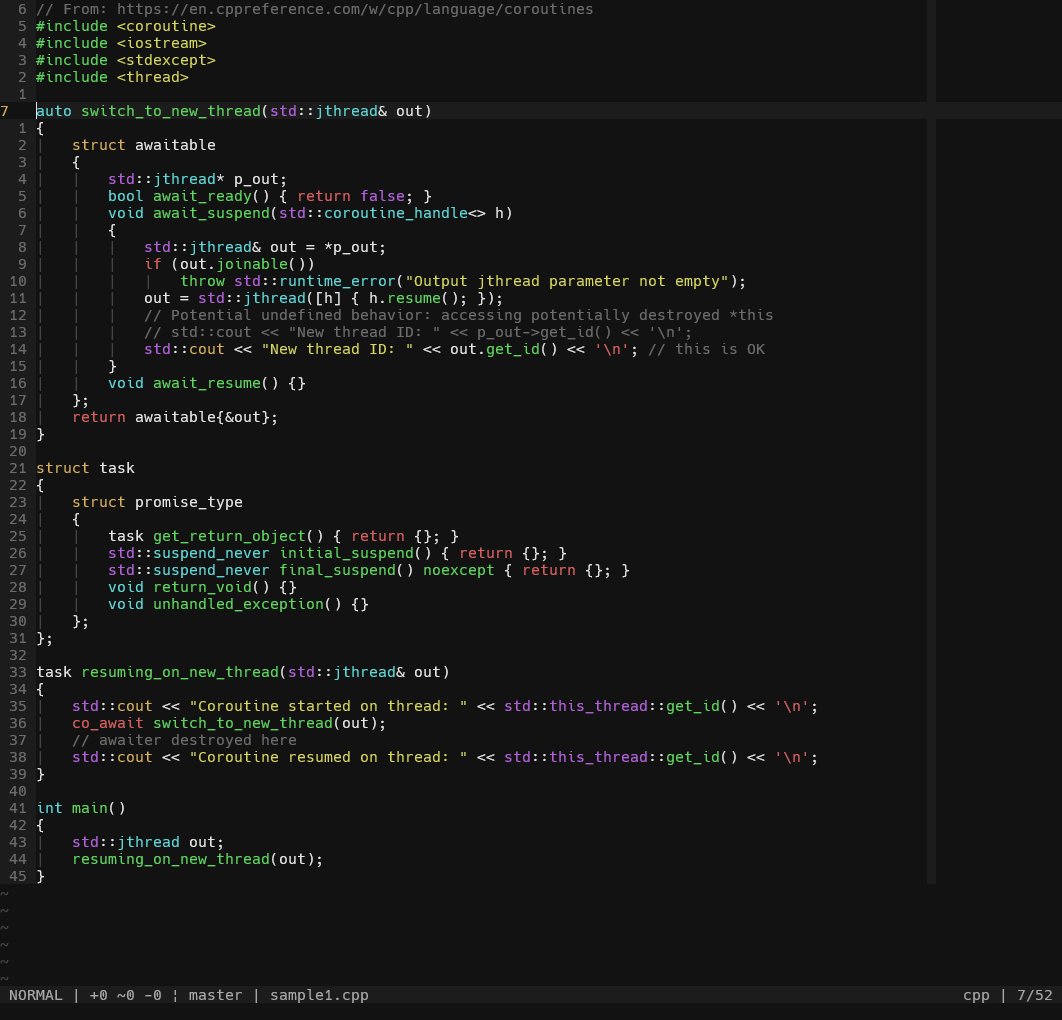 6 // From: https://en.cppreference.com/w/cpp/language/coroutines
5 #include <coroutine>
4 #include <iostream>
3 #include <stdexcept>
2 #include <thread>
1
7 auto switch_to_new_thread(std::jthread& out)
1 {
2 |   struct awaitable
3 |   {
4 |   |   std::jthread* p_out;
5 |   |   bool await_ready() { return false; }
6 |   |   void await_suspend(std::coroutine_handle<> h)
7 |   |   {
8 |   |   |   std::jthread& out = *p_out;
9 |   |   |   if (out.joinable())
10 |   |   |   |   throw std::runtime_error("Output jthread parameter not empty");
11 |   |   |   out = std::jthread([h] { h.resume(); });
12 |   |   |   // Potential undefined behavior: accessing potentially destroyed *this
13 |   |   |   // std::cout << "New thread ID: " << p_out->get_id() << '\n';
14 |   |   |   std::cout << "New thread ID: " << out.get_id() << '\n'; // this is OK
15 |   |   }
16 |   |   void await_resume() {}
17 |   };
18 |   return awaitable{&out};
19 }
20
21 struct task
22 {
23 |   struct promise_type
24 |   {
25 |   |   task get_return_object() { return {}; }
26 |   |   std::suspend_never initial_suspend() { return {}; }
27 |   |   std::suspend_never final_suspend() noexcept { return {}; }
28 |   |   void return_void() {}
29 |   |   void unhandled_exception() {}
30 |   };
31 };
32
33 task resuming_on_new_thread(std::jthread& out)
34 {
35 |   std::cout << "Coroutine started on thread: " << std::this_thread::get_id() << '\n';
36 |   co_await switch_to_new_thread(out);
37 |   // awaiter destroyed here
38 |   std::cout << "Coroutine resumed on thread: " << std::this_thread::get_id() << '\n';
39 }
40
41 int main()
42 {
43 |   std::jthread out;
44 |   resuming_on_new_thread(out);
45 }
~
~
~
~
~
~
NORMAL | +0 ~0 -0 ¦ master | sample1.cpp cpp | 7/52